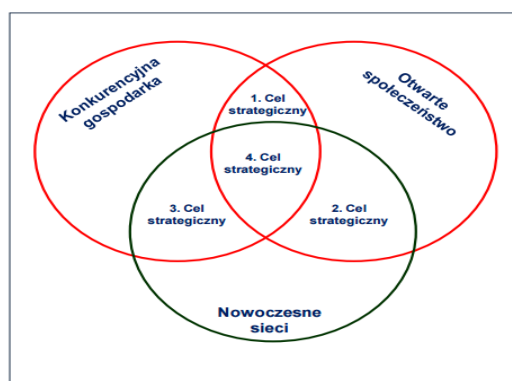 Konkurencyjna
gospodarka
Otwarte
społeczeństwo
1. Cel
strategiczny
4. Cel
strategiczny
3. Cel
strategiczny
2. Cel
strategiczny
Nowoczesne
sieci